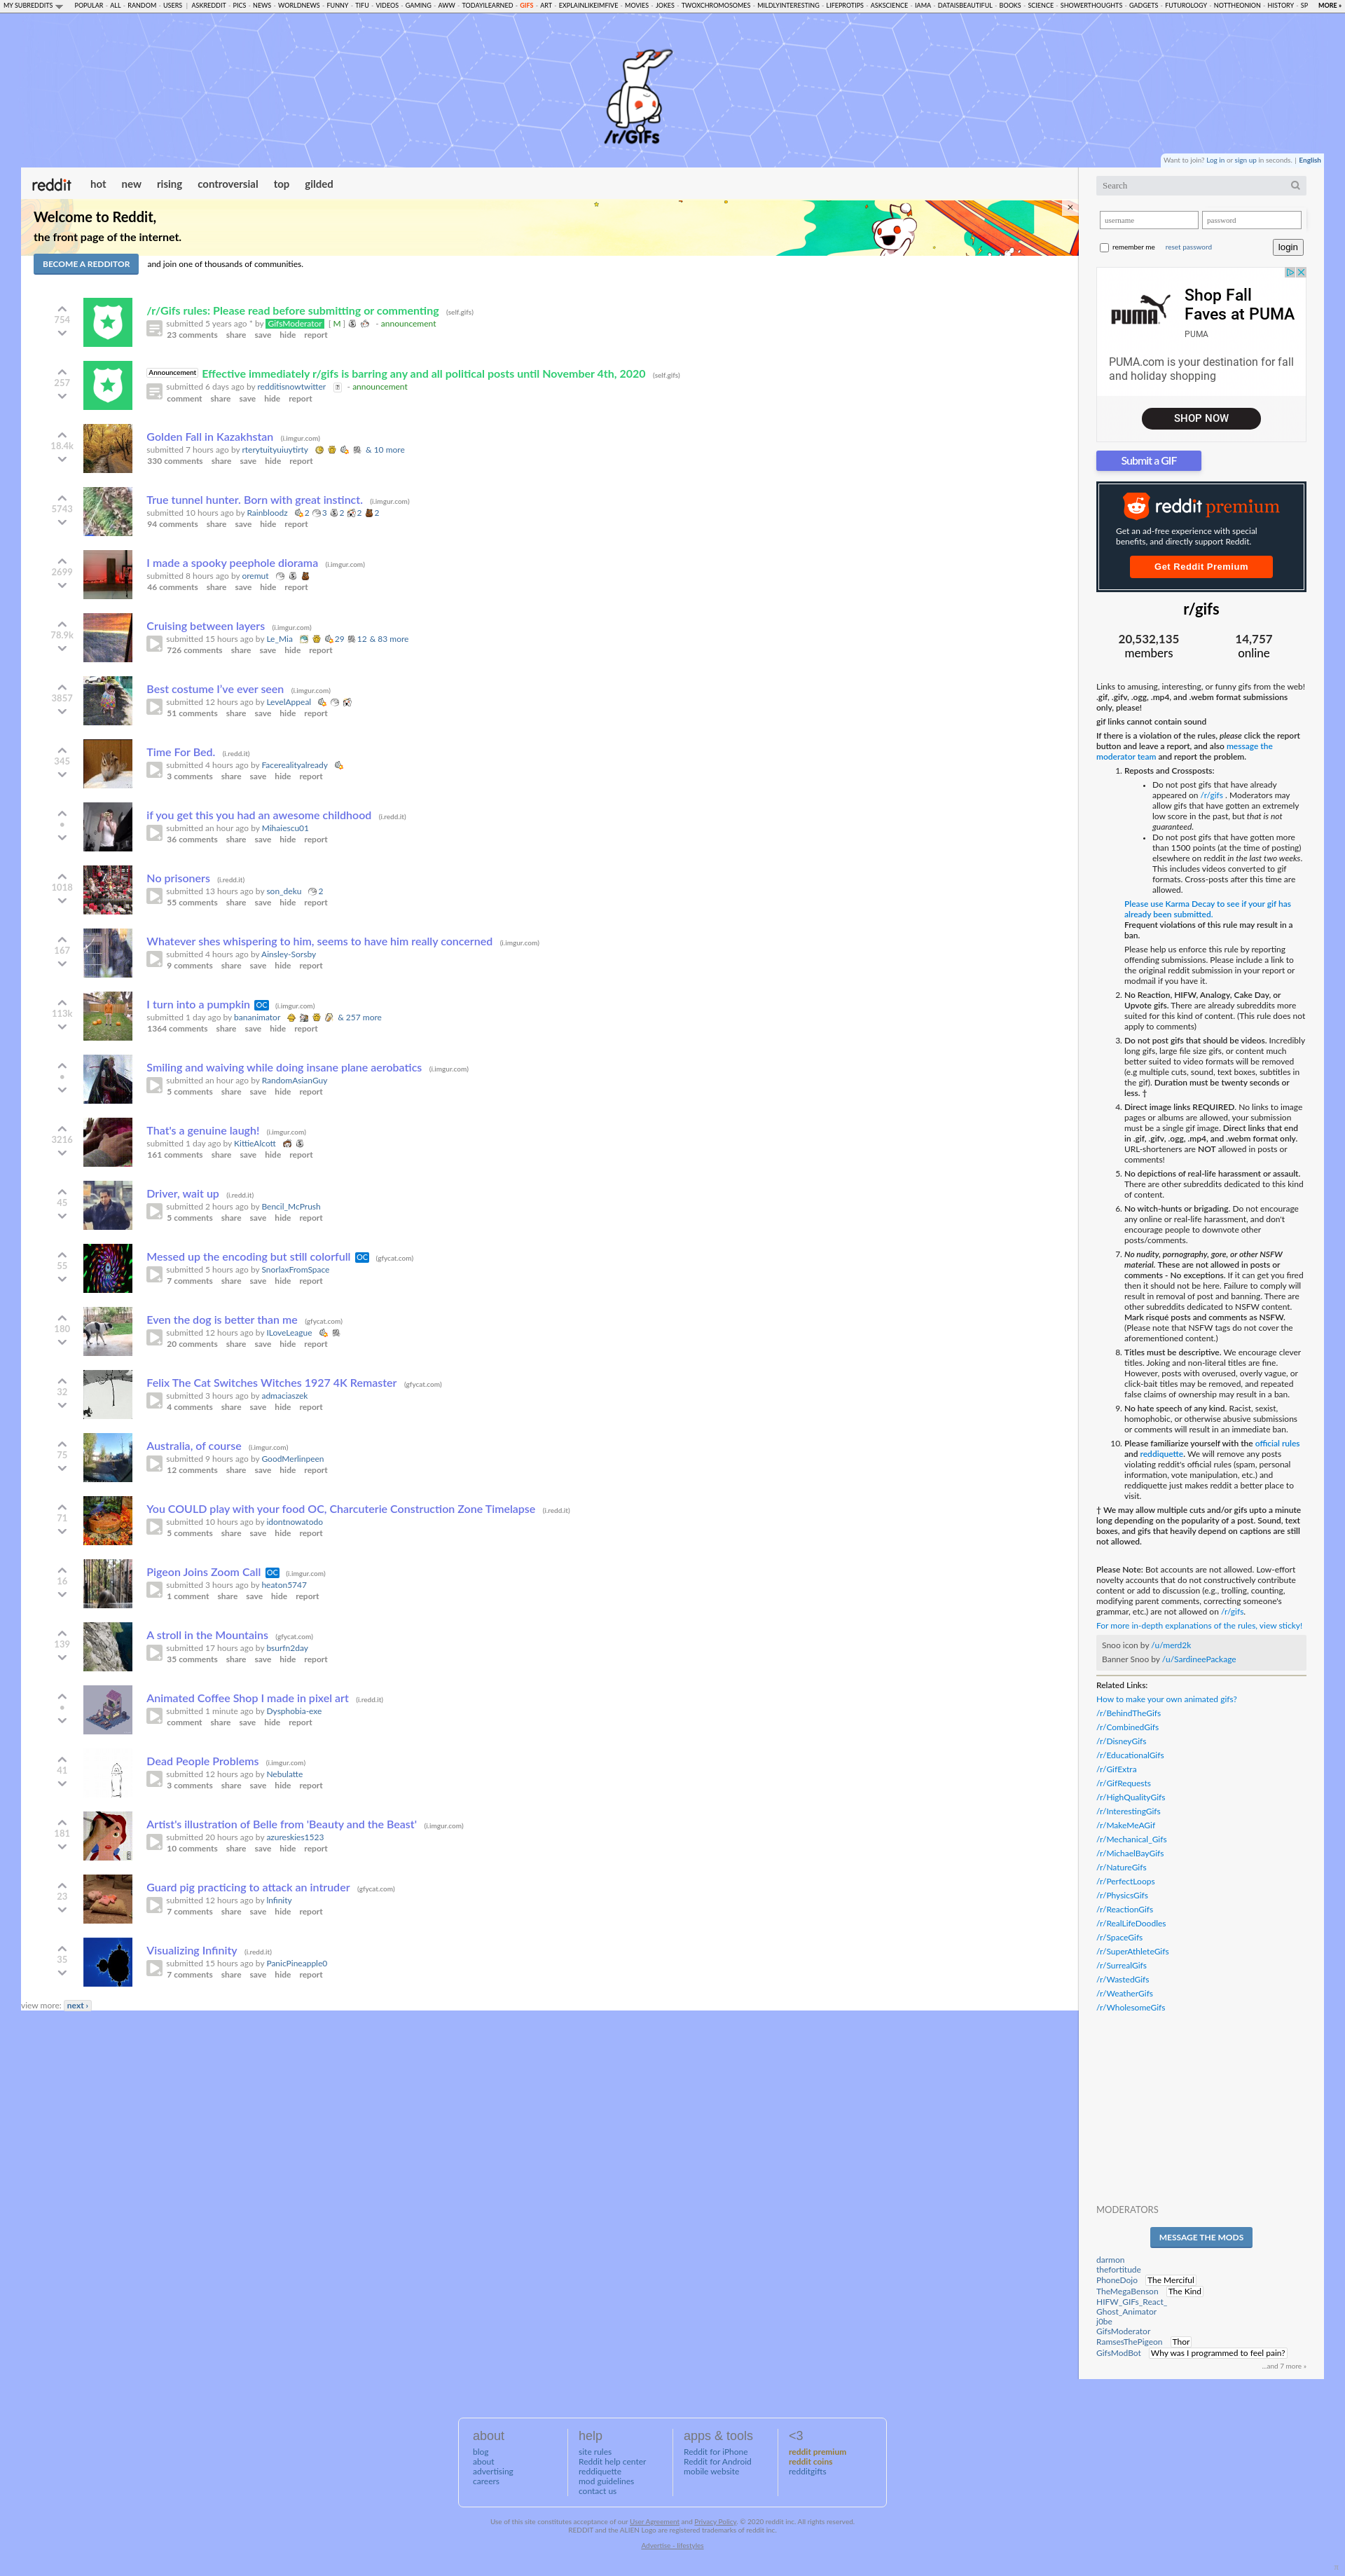 MY SUBREDDITS POPULAR - ALL - RANDOM - USERS | ASKREDDIT - PICS - NEWS - WORLDNEWS - FUNNY - TIFU - VIDEOS - GAMING - AWW - TODAYILEARNED - GIFS - ART - EXPLAINLIKEIMFIVE - MOVIES - JOKES - TWOXCHROMOSOMES - MILDLYINTERESTING - LIFEPROTIPS - ASKSCIENCE - IAMA - DATAISBEAUTIFUL - BOOKS - SCIENCE - SHOWERTHOUGHTS - GADGETS - FUTUROLOGY - NOTTHEONION - HISTORY - SP MORE »
/r/GIFs
Want to join? Log in or sign up in seconds. | English
reddit hot new rising controversial top gilded
Welcome to Reddit,
the front page of the internet.
BECOME A REDDITOR and join one of thousands of communities.
×
754
/r/Gifs rules: Please read before submitting or commenting (self.gifs)
submitted 5 years ago * by GifsModerator [ M ] - announcement
23 comments share save hide report
257
Announcement Effective immediately r/gifs is barring any and all political posts until November 4th, 2020 (self.gifs)
submitted 6 days ago by redditisnowtwitter ? - announcement
comment share save hide report
18.4k
Golden Fall in Kazakhstan (i.imgur.com)
submitted 7 hours ago by rterytuityuiuytirty & 10 more
330 comments share save hide report
5743
True tunnel hunter. Born with great instinct. (i.imgur.com)
submitted 10 hours ago by Rainbloodz 2 3 2 2 2
94 comments share save hide report
2699
I made a spooky peephole diorama (i.imgur.com)
submitted 8 hours ago by oremut
46 comments share save hide report
78.9k
Cruising between layers (i.imgur.com)
submitted 15 hours ago by Le_Mia 29 12 & 83 more
726 comments share save hide report
3857
Best costume I've ever seen (i.imgur.com)
submitted 12 hours ago by LevelAppeal
51 comments share save hide report
345
Time For Bed. (i.redd.it)
submitted 4 hours ago by Facerealityalready
3 comments share save hide report
•
if you get this you had an awesome childhood (i.redd.it)
submitted an hour ago by Mihaiescu01
36 comments share save hide report
1018
No prisoners (i.redd.it)
submitted 13 hours ago by son_deku 2
55 comments share save hide report
167
Whatever shes whispering to him, seems to have him really concerned (i.imgur.com)
submitted 4 hours ago by Ainsley-Sorsby
9 comments share save hide report
113k
I turn into a pumpkin OC (i.imgur.com)
submitted 1 day ago by bananimator & 257 more
1364 comments share save hide report
•
Smiling and waiving while doing insane plane aerobatics (i.imgur.com)
submitted an hour ago by RandomAsianGuy
5 comments share save hide report
3216
That's a genuine laugh! (i.imgur.com)
submitted 1 day ago by KittieAlcott
161 comments share save hide report
45
Driver, wait up (i.redd.it)
submitted 2 hours ago by Bencil_McPrush
5 comments share save hide report
55
Messed up the encoding but still colorfull OC (gfycat.com)
submitted 5 hours ago by SnorlaxFromSpace
7 comments share save hide report
180
Even the dog is better than me (gfycat.com)
submitted 12 hours ago by ILoveLeague
20 comments share save hide report
32
Felix The Cat Switches Witches 1927 4K Remaster (gfycat.com)
submitted 3 hours ago by admaciaszek
4 comments share save hide report
75
Australia, of course (i.imgur.com)
submitted 9 hours ago by GoodMerlinpeen
12 comments share save hide report
71
You COULD play with your food OC, Charcuterie Construction Zone Timelapse (i.redd.it)
submitted 10 hours ago by idontnowatodo
5 comments share save hide report
16
Pigeon Joins Zoom Call OC (i.imgur.com)
submitted 3 hours ago by heaton5747
1 comment share save hide report
139
A stroll in the Mountains (gfycat.com)
submitted 17 hours ago by bsurfn2day
35 comments share save hide report
•
Animated Coffee Shop I made in pixel art (i.redd.it)
submitted 1 minute ago by Dysphobia-exe
comment share save hide report
41
Dead People Problems (i.imgur.com)
submitted 12 hours ago by Nebulatte
3 comments share save hide report
181
Artist's illustration of Belle from 'Beauty and the Beast' (i.imgur.com)
submitted 20 hours ago by azureskies1523
10 comments share save hide report
23
Guard pig practicing to attack an intruder (gfycat.com)
submitted 12 hours ago by lnfinity
7 comments share save hide report
35
Visualizing Infinity (i.redd.it)
submitted 15 hours ago by PanicPineapple0
7 comments share save hide report
view more: next ›
Search
username password
remember me reset password login
Shop Fall
Faves at PUMA
PUMA
PUMA
PUMA.com is your destination for fall
and holiday shopping
SHOP NOW
Submit a GIF
reddit premium
Get an ad-free experience with special
benefits, and directly support Reddit.
Get Reddit Premium
r/gifs
20,532,135 14,757
members online
Links to amusing, interesting, or funny gifs from the web!
.gif, .gifv, .ogg, .mp4, and .webm format submissions
only, please!
gif links cannot contain sound
If there is a violation of the rules, please click the report
button and leave a report, and also message the
moderator team and report the problem.
1. Reposts and Crossposts:
• Do not post gifs that have already
appeared on /r/gifs . Moderators may
allow gifs that have gotten an extremely
low score in the past, but that is not
guaranteed.
• Do not post gifs that have gotten more
than 1500 points (at the time of posting)
elsewhere on reddit in the last two weeks.
This includes videos converted to gif
formats. Cross-posts after this time are
allowed.
Please use Karma Decay to see if your gif has
already been submitted.
Frequent violations of this rule may result in a
ban.
Please help us enforce this rule by reporting
offending submissions. Please include a link to
the original reddit submission in your report or
modmail if you have it.
2. No Reaction, HIFW, Analogy, Cake Day, or
Upvote gifs. There are already subreddits more
suited for this kind of content. (This rule does not
apply to comments)
3. Do not post gifs that should be videos. Incredibly
long gifs, large file size gifs, or content much
better suited to video formats will be removed
(e.g multiple cuts, sound, text boxes, subtitles in
the gif). Duration must be twenty seconds or
less. †
4. Direct image links REQUIRED. No links to image
pages or albums are allowed, your submission
must be a single gif image. Direct links that end
in .gif, .gifv, .ogg, .mp4, and .webm format only.
URL-shorteners are NOT allowed in posts or
comments!
5. No depictions of real-life harassment or assault.
There are other subreddits dedicated to this kind
of content.
6. No witch-hunts or brigading. Do not encourage
any online or real-life harassment, and don't
encourage people to downvote other
posts/comments.
7. No nudity, pornography, gore, or other NSFW
material. These are not allowed in posts or
comments - No exceptions. If it can get you fired
then it should not be here. Failure to comply will
result in removal of post and banning. There are
other subreddits dedicated to NSFW content.
Mark risqué posts and comments as NSFW.
(Please note that NSFW tags do not cover the
aforementioned content.)
8. Titles must be descriptive. We encourage clever
titles. Joking and non-literal titles are fine.
However, posts with overused, overly vague, or
click-bait titles may be removed, and repeated
false claims of ownership may result in a ban.
9. No hate speech of any kind. Racist, sexist,
homophobic, or otherwise abusive submissions
or comments will result in an immediate ban.
10. Please familiarize yourself with the official rules
and reddiquette. We will remove any posts
violating reddit's official rules (spam, personal
information, vote manipulation, etc.) and
reddiquette just makes reddit a better place to
visit.
† We may allow multiple cuts and/or gifs upto a minute
long depending on the popularity of a post. Sound, text
boxes, and gifs that heavily depend on captions are still
not allowed.
Please Note: Bot accounts are not allowed. Low-effort
novelty accounts that do not constructively contribute
content or add to discussion (e.g., trolling, counting,
modifying parent comments, correcting someone's
grammar, etc.) are not allowed on /r/gifs.
For more in-depth explanations of the rules, view sticky!
Snoo icon by /u/merd2k
Banner Snoo by /u/SardineePackage
Related Links:
How to make your own animated gifs?
/r/BehindTheGifs
/r/CombinedGifs
/r/DisneyGifs
/r/EducationalGifs
/r/GifExtra
/r/GifRequests
/r/HighQualityGifs
/r/InterestingGifs
/r/MakeMeAGif
/r/Mechanical_Gifs
/r/MichaelBayGifs
/r/NatureGifs
/r/PerfectLoops
/r/PhysicsGifs
/r/ReactionGifs
/r/RealLifeDoodles
/r/SpaceGifs
/r/SuperAthleteGifs
/r/SurrealGifs
/r/WastedGifs
/r/WeatherGifs
/r/WholesomeGifs
MODERATORS
MESSAGE THE MODS
darmon
thefortitude
PhoneDojo The Merciful
TheMegaBenson The Kind
HIFW_GIFs_React_
Ghost_Animator
j0be
GifsModerator
RamsesThePigeon Thor
GifsModBot Why was I programmed to feel pain?
...and 7 more »
about
blog
about
advertising
careers
help
site rules
Reddit help center
reddiquette
mod guidelines
contact us
apps & tools
Reddit for iPhone
Reddit for Android
mobile website
<3
reddit premium
reddit coins
redditgifts
Use of this site constitutes acceptance of our User Agreement and Privacy Policy. © 2020 reddit inc. All rights reserved.
REDDIT and the ALIEN Logo are registered trademarks of reddit inc.
Advertise - lifestyles